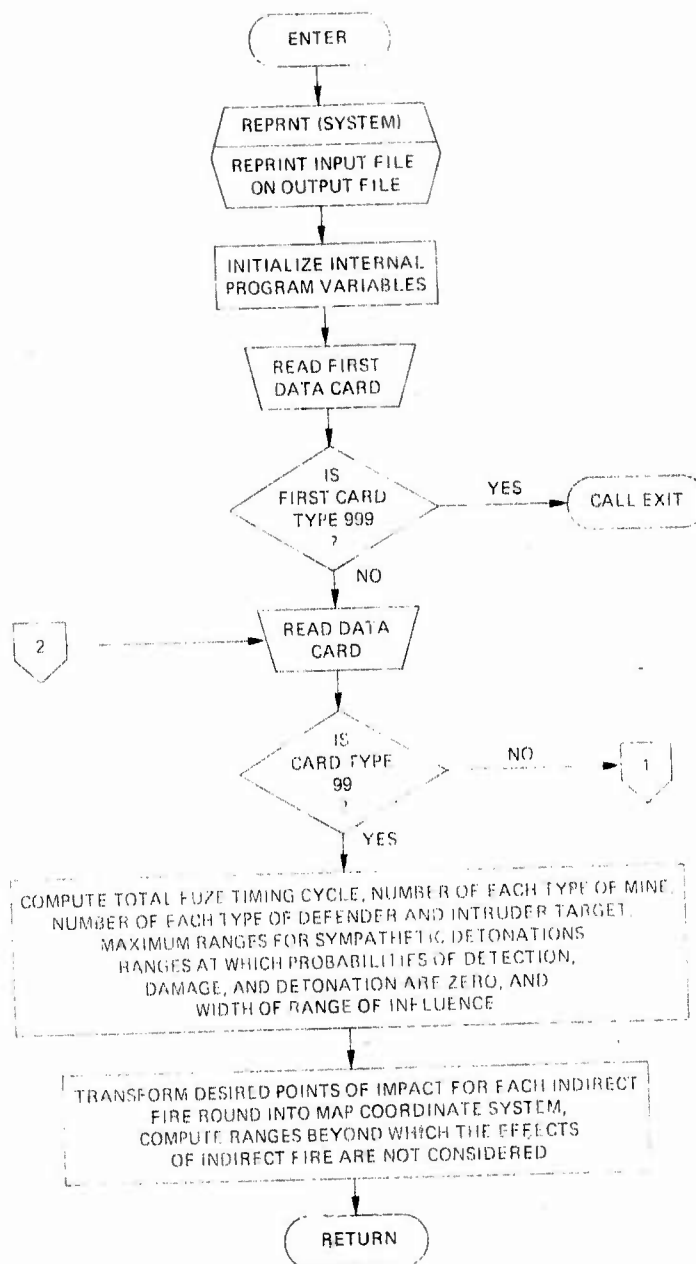 ENTER
REPRNT (SYSTEM)
REPRINT INPUT FILE
ON OUTPUT FILE
INITIALIZE INTERNAL
PROGRAM VARIABLES
READ FIRST
DATA CARD
IS
FIRST CARD
TYPE 999
?
YES
CALL EXIT
NO
2
READ DATA
CARD
IS
CARD TYPE
99
?
NO
1
YES
COMPUTE TOTAL FUZE TIMING CYCLE, NUMBER OF EACH TYPE OF MINE,
NUMBER OF EACH TYPE OF DEFENDER AND INTRUDER TARGET,
MAXIMUM RANGES FOR SYMPATHETIC DETONATIONS
RANGES AT WHICH PROBABILITIES OF DETECTION,
DAMAGE, AND DETONATION ARE ZERO, AND
WIDTH OF RANGE OF INFLUENCE
TRANSFORM DESIRED POINTS OF IMPACT FOR EACH INDIRECT
FIRE ROUND INTO MAP COORDINATE SYSTEM,
COMPUTE RANGES BEYOND WHICH THE EFFECTS
OF INDIRECT FIRE ARE NOT CONSIDERED
RETURN